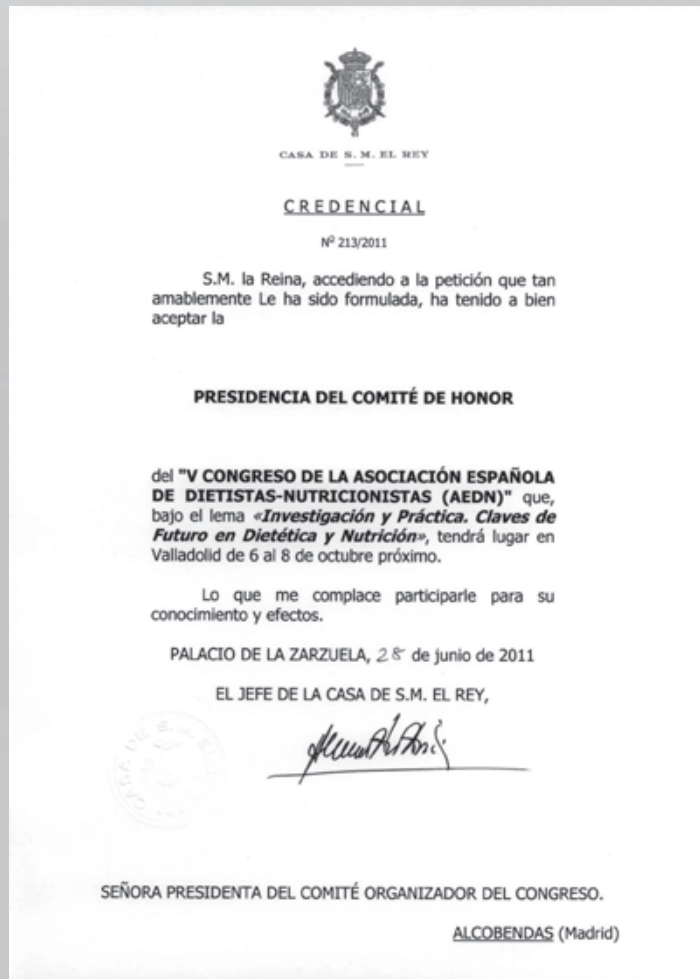 CASA DE S. M. EL REY
CREDENCIAL
Nº 213/2011
S.M. la Reina, accediendo a la petición que tan
amablemente Le ha sido formulada, ha tenido a bien
aceptar la
PRESIDENCIA DEL COMITÉ DE HONOR
del "V CONGRESO DE LA ASOCIACIÓN ESPAÑOLA
DE DIETISTAS-NUTRICIONISTAS (AEDN)" que,
bajo el lema «Investigación y Práctica. Claves de
Futuro en Dietética y Nutrición», tendrá lugar en
Valladolid de 6 al 8 de octubre próximo.
Lo que me complace participarle para su
conocimiento y efectos.
PALACIO DE LA ZARZUELA, 28 de junio de 2011
EL JEFE DE LA CASA DE S.M. EL REY,
CASA DE S.M. EL
SEÑORA PRESIDENTA DEL COMITÉ ORGANIZADOR DEL CONGRESO.
ALCOBENDAS (Madrid)